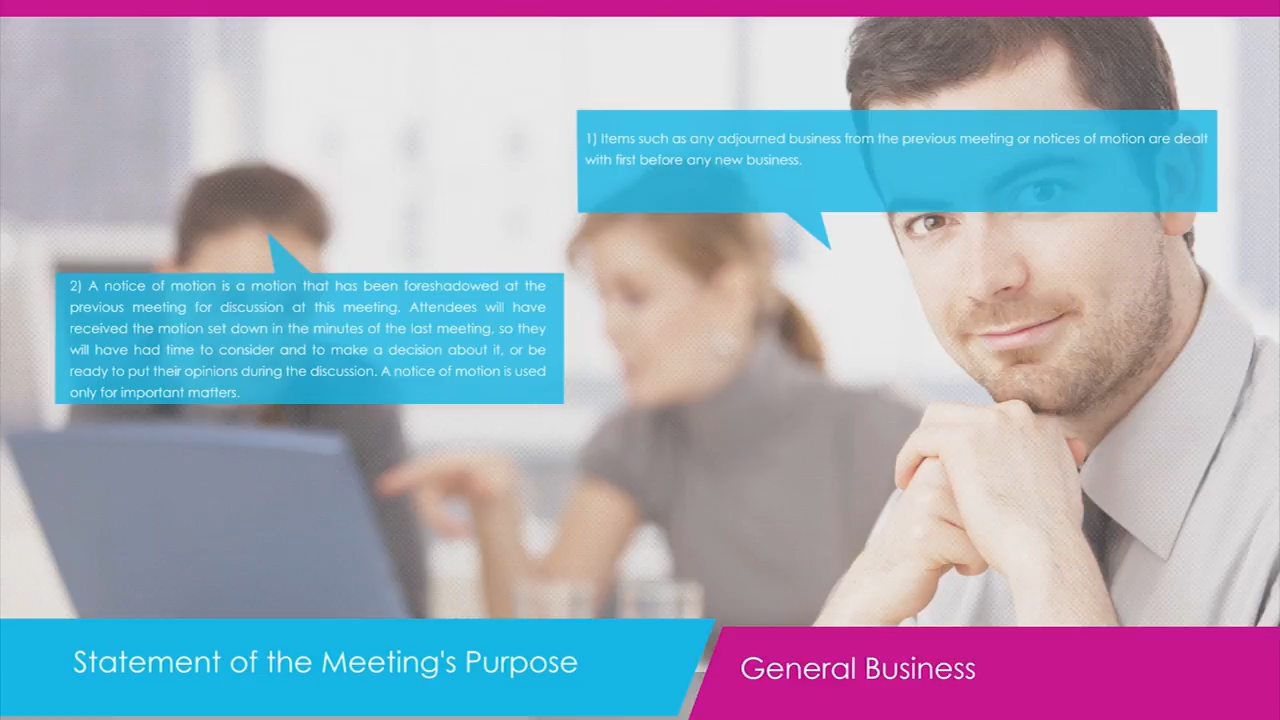 1) Items such as any adjourned business from the previous meeting or notices of motion are dealt
with first before any new business.
2) A notice of motion is a motion that has been foreshadowed at the
previous meeting for discussion at this meeting. Attendees will have
received the motion set down in the minutes of the last meeting, so they
will have had time to consider and to make a decision about it, or be
ready to put their opinions during the discussion. A notice of motion is used
only for important matters.
Statement of the Meeting's Purpose
General Business